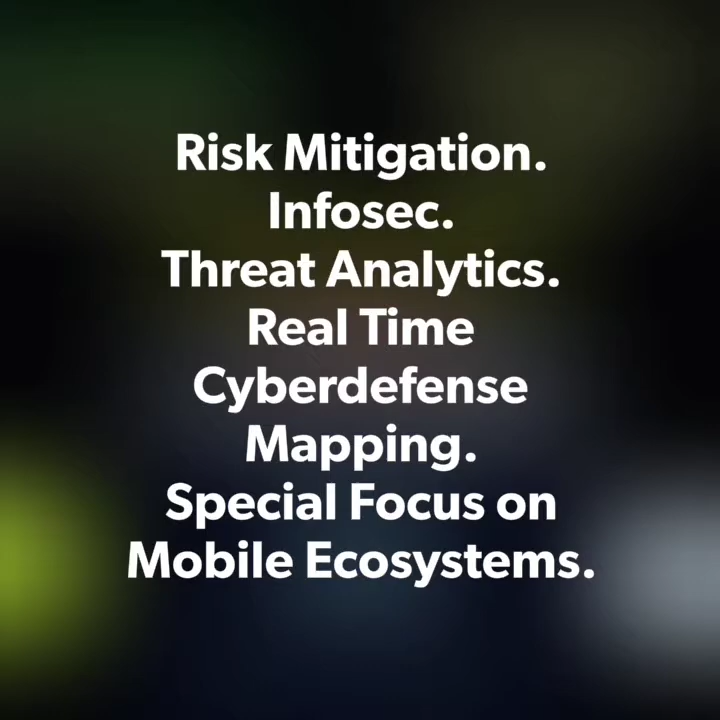 Risk Mitigation.
Infosec.
Threat Analytics.
Real Time
Cyberdefense
Mapping.
Special Focus on
Mobile Ecosystems.